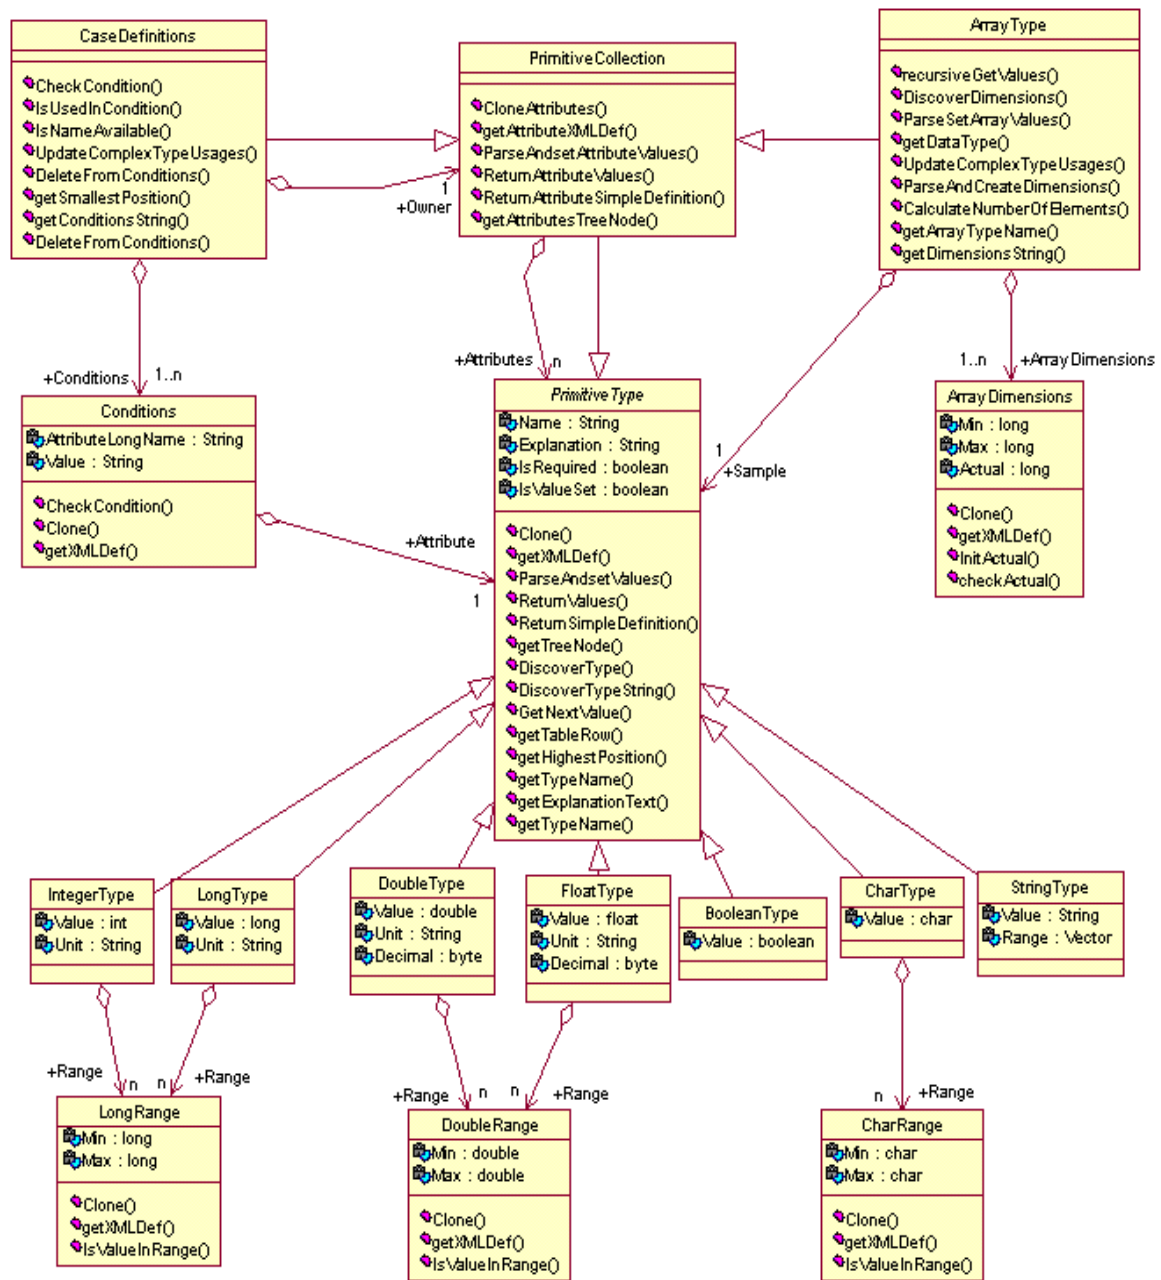 CaseDefinitions
CheckCondition()
IsUsedInCondition()
IsNameAvailable()
UpdateComplexTypeUsages()
DeleteFromConditions()
getSmallestPosition()
getConditionsString()
DeleteFromConditions()
PrimitiveCollection
CloneAttributes()
getAttributeXMLDef()
ParseAndsetAttributeValues()
ReturnAttributeValues()
ReturnAttributeSimpleDefinition()
getAttributesTreeNode()
ArrayType
recursiveGetValues()
DiscoverDimensions()
ParseSetArrayValues()
getDataType()
UpdateComplexTypeUsages()
ParseAndCreateDimensions()
CalculateNumberOfElements()
getArrayTypeName()
getDimensionsString()
1
+Owner
+Conditions
1..n
+Attributes
n
1..n
+ArrayDimensions
1
+Sample
Conditions
AttributeLongName : String
Value : String
CheckCondition()
Clone()
getXMLDef()
+Attribute
1
PrimitiveType
Name : String
Explanation : String
IsRequired : boolean
IsValueSet : boolean
Clone()
getXMLDef()
ParseAndsetValues()
ReturnValues()
ReturnSimpleDefinition()
getTreeNode()
DiscoverType()
DiscoverTypeString()
GetNextValue()
getTableRow()
getHighestPosition()
getTypeName()
getExplanationText()
getTypeName()
ArrayDimensions
Min : long
Max : long
Actual : long
Clone()
getXMLDef()
InitActual()
checkActual()
IntegerType
Value : int
Unit : String
LongType
Value : long
Unit : String
DoubleType
Value : double
Unit : String
Decimal : byte
FloatType
Value : float
Unit : String
Decimal : byte
BooleanType
Value : boolean
CharType
Value : char
StringType
Value : String
Range : Vector
+Range
n
n
+Range
+Range
n
n
+Range
n
+Range
LongRange
Min : long
Max : long
Clone()
getXMLDef()
IsValueInRange()
DoubleRange
Min : double
Max : double
Clone()
getXMLDef()
IsValueInRange()
CharRange
Min : char
Max : char
Clone()
getXMLDef()
IsValueInRange()